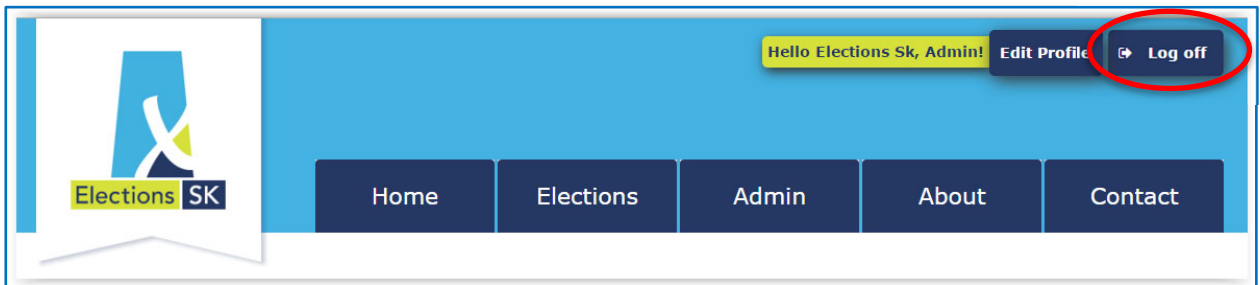 Hello Elections Sk, Admin! Edit Profile Log off
Elections SK
Home Elections Admin About Contact